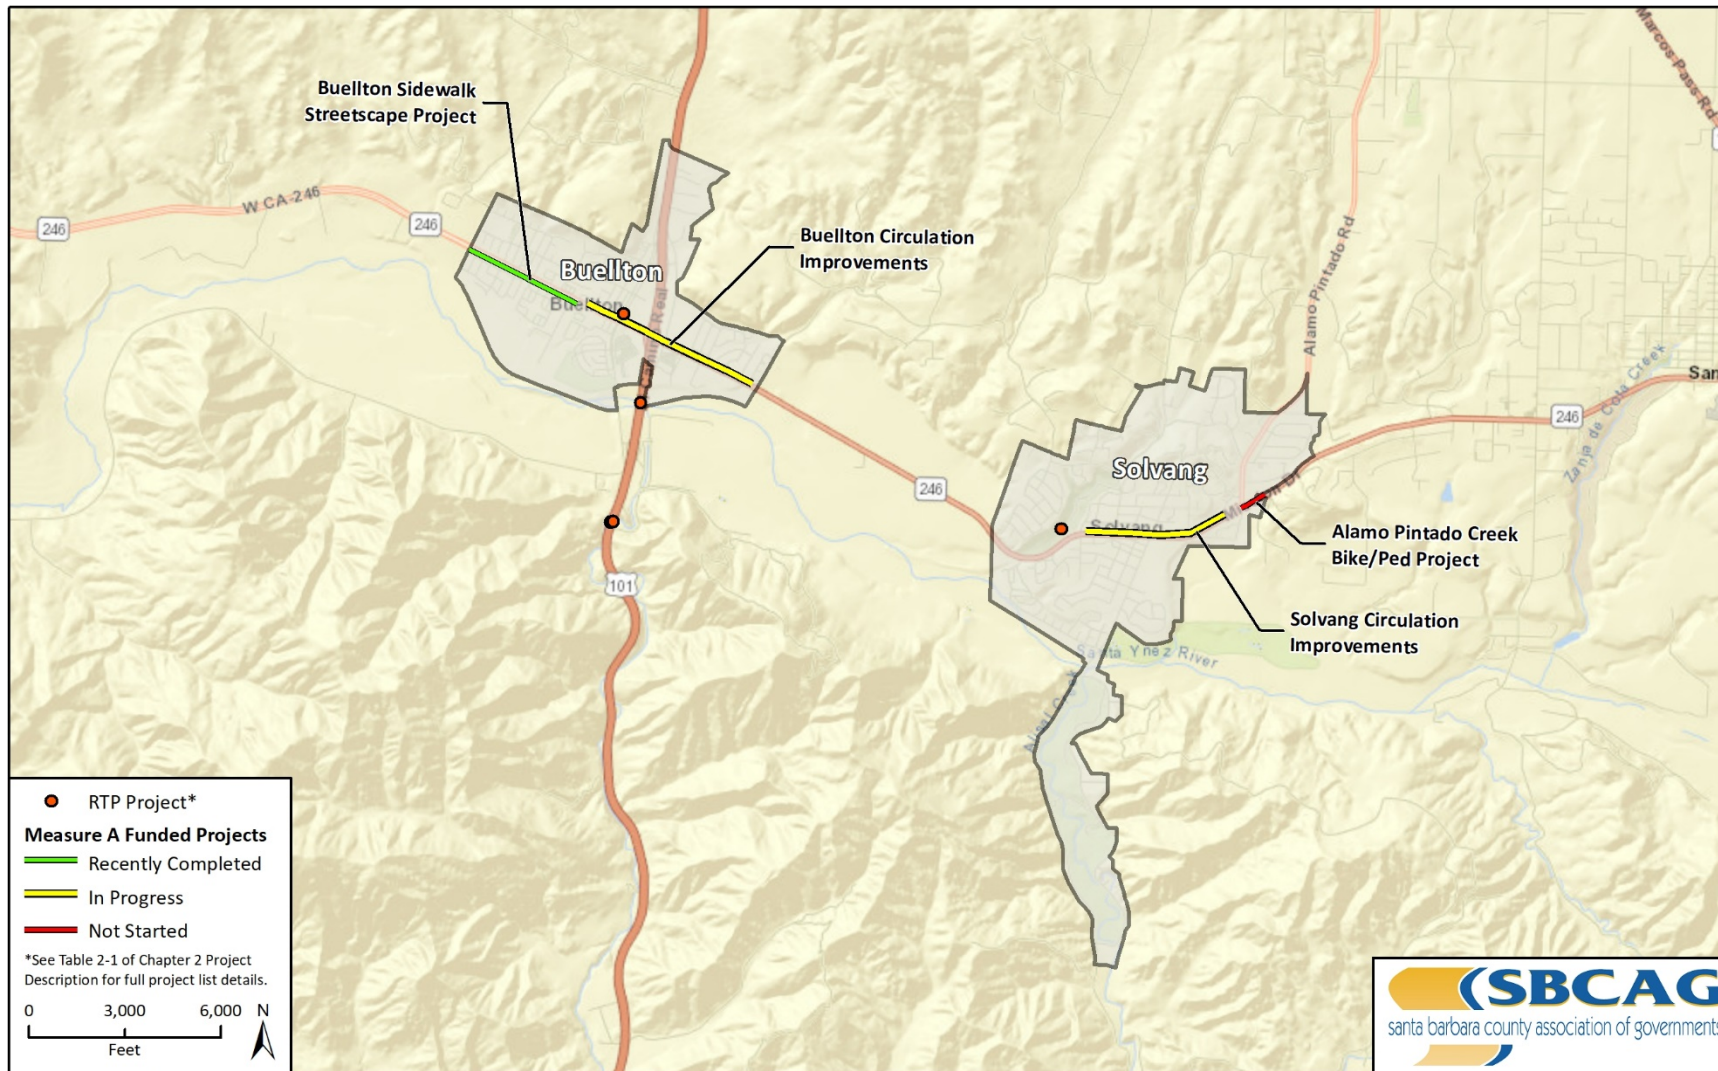 Marcos Pass Rd
Buellton Sidewalk
Streetscape Project
W CA-246
246
246
Buellton Circulation
Improvements
Buellton
Buellton
Alamo Pintado Rd
Zanja de Cota Creek
San
246
246
Solvang
Solvang
Alamo Pintado Creek
Bike/Ped Project
101
Solvang Circulation
Improvements
Santa Ynez River
Alisal Creek
RTP Project*
Measure A Funded Projects
Recently Completed
In Progress
Not Started
*See Table 2-1 of Chapter 2 Project
Description for full project list details.
0 3,000 6,000 N
Feet
SBCAG
santa barbara county association of governments